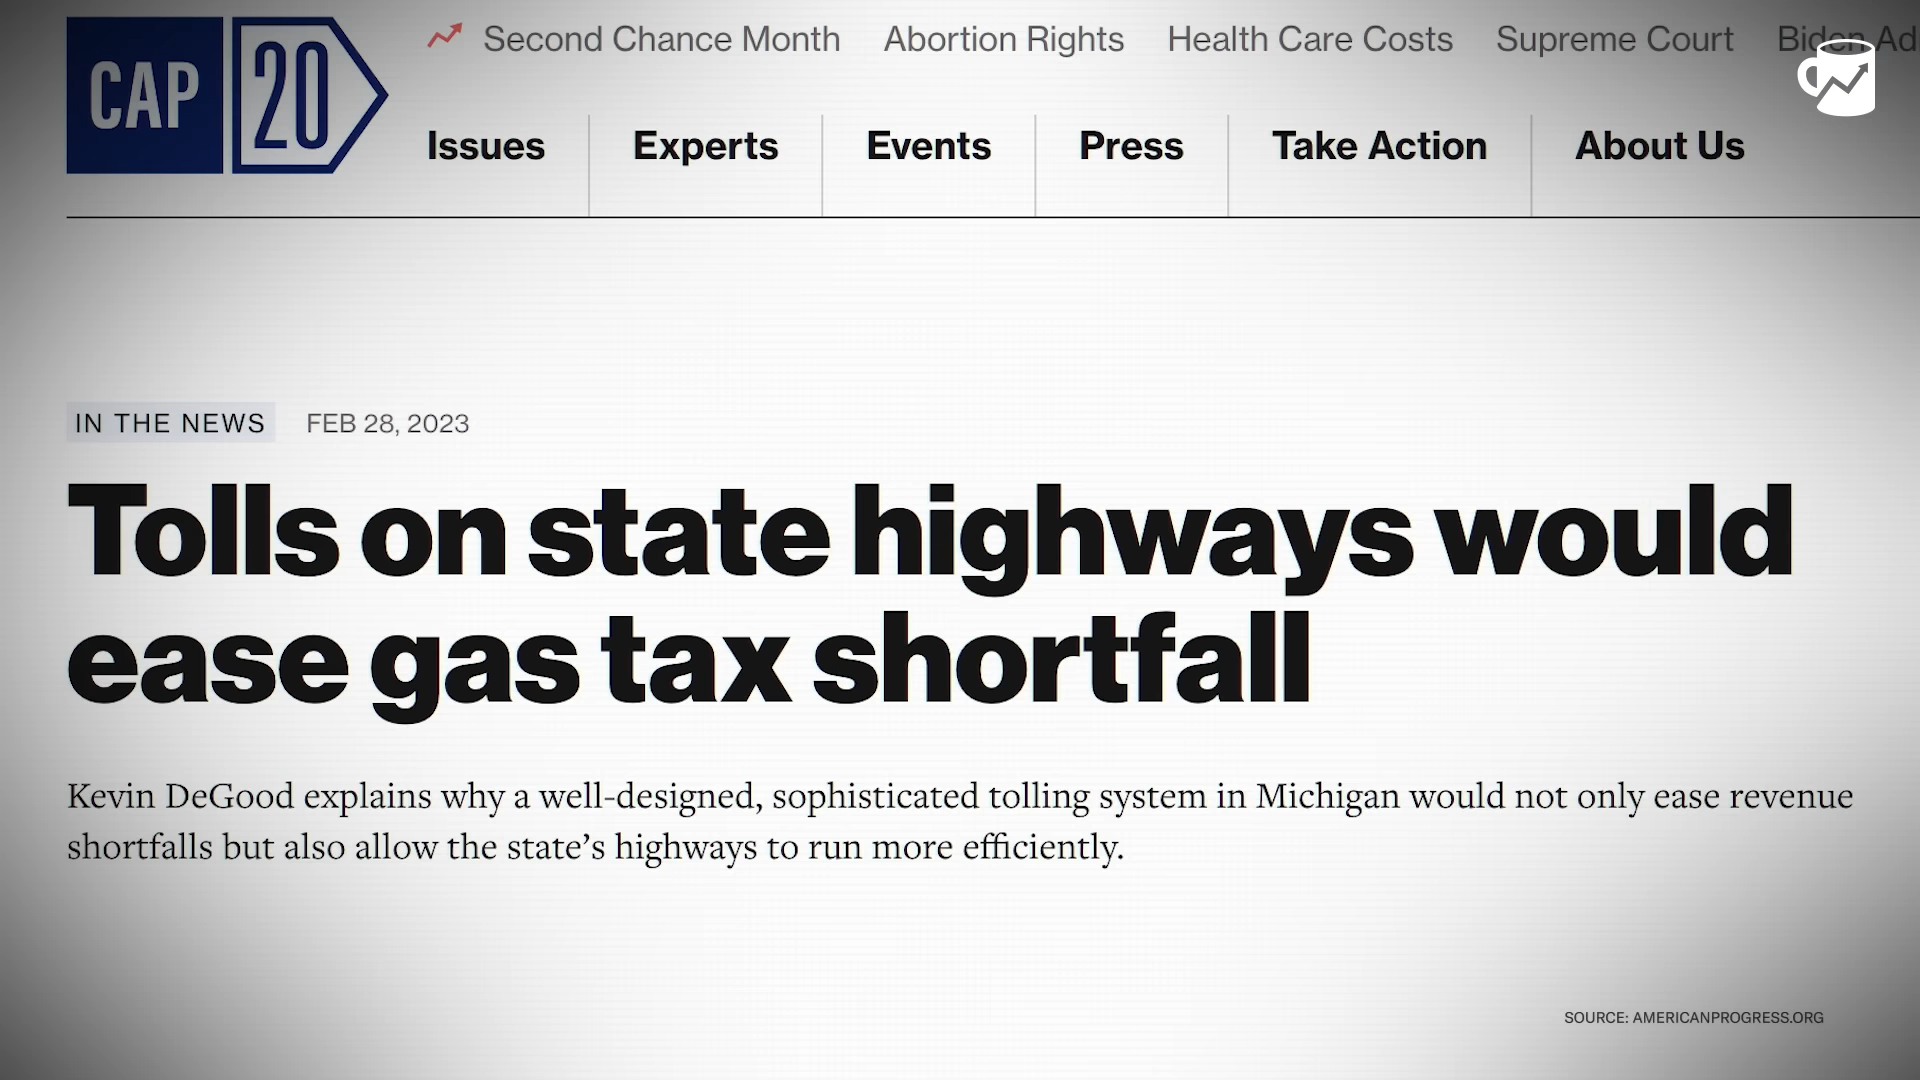 CAP 20
Second Chance Month Abortion Rights Health Care Costs Supreme Court Biden Ad
Issues Experts Events Press Take Action About Us
IN THE NEWS FEB 28, 2023
Tolls on state highways would
ease gas tax shortfall
Kevin DeGood explains why a well-designed, sophisticated tolling system in Michigan would not only ease revenue
shortfalls but also allow the state’s highways to run more efficiently.
SOURCE: AMERICANPROGRESS.ORG